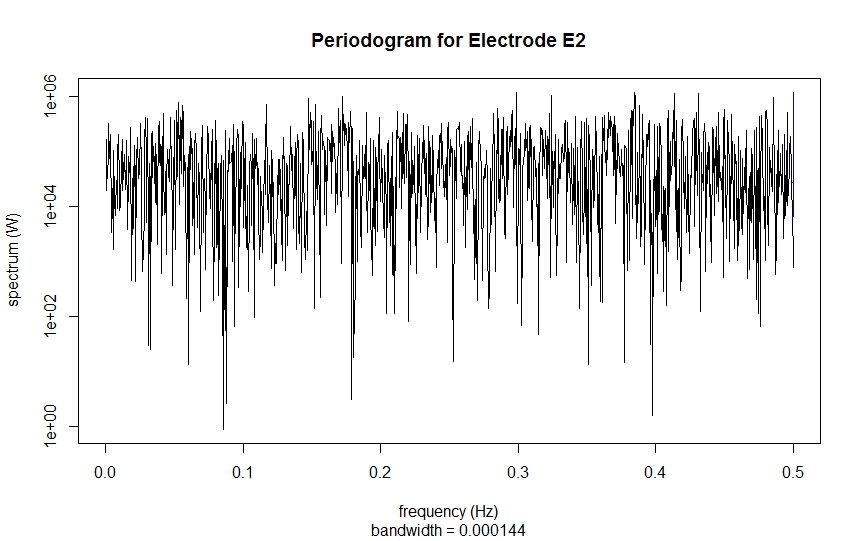 Periodogram for Electrode E2
1e+06
1e+04
1e+02
1e+00
spectrum (W)
0.0 0.1 0.2 0.3 0.4 0.5
frequency (Hz)
bandwidth = 0.000144